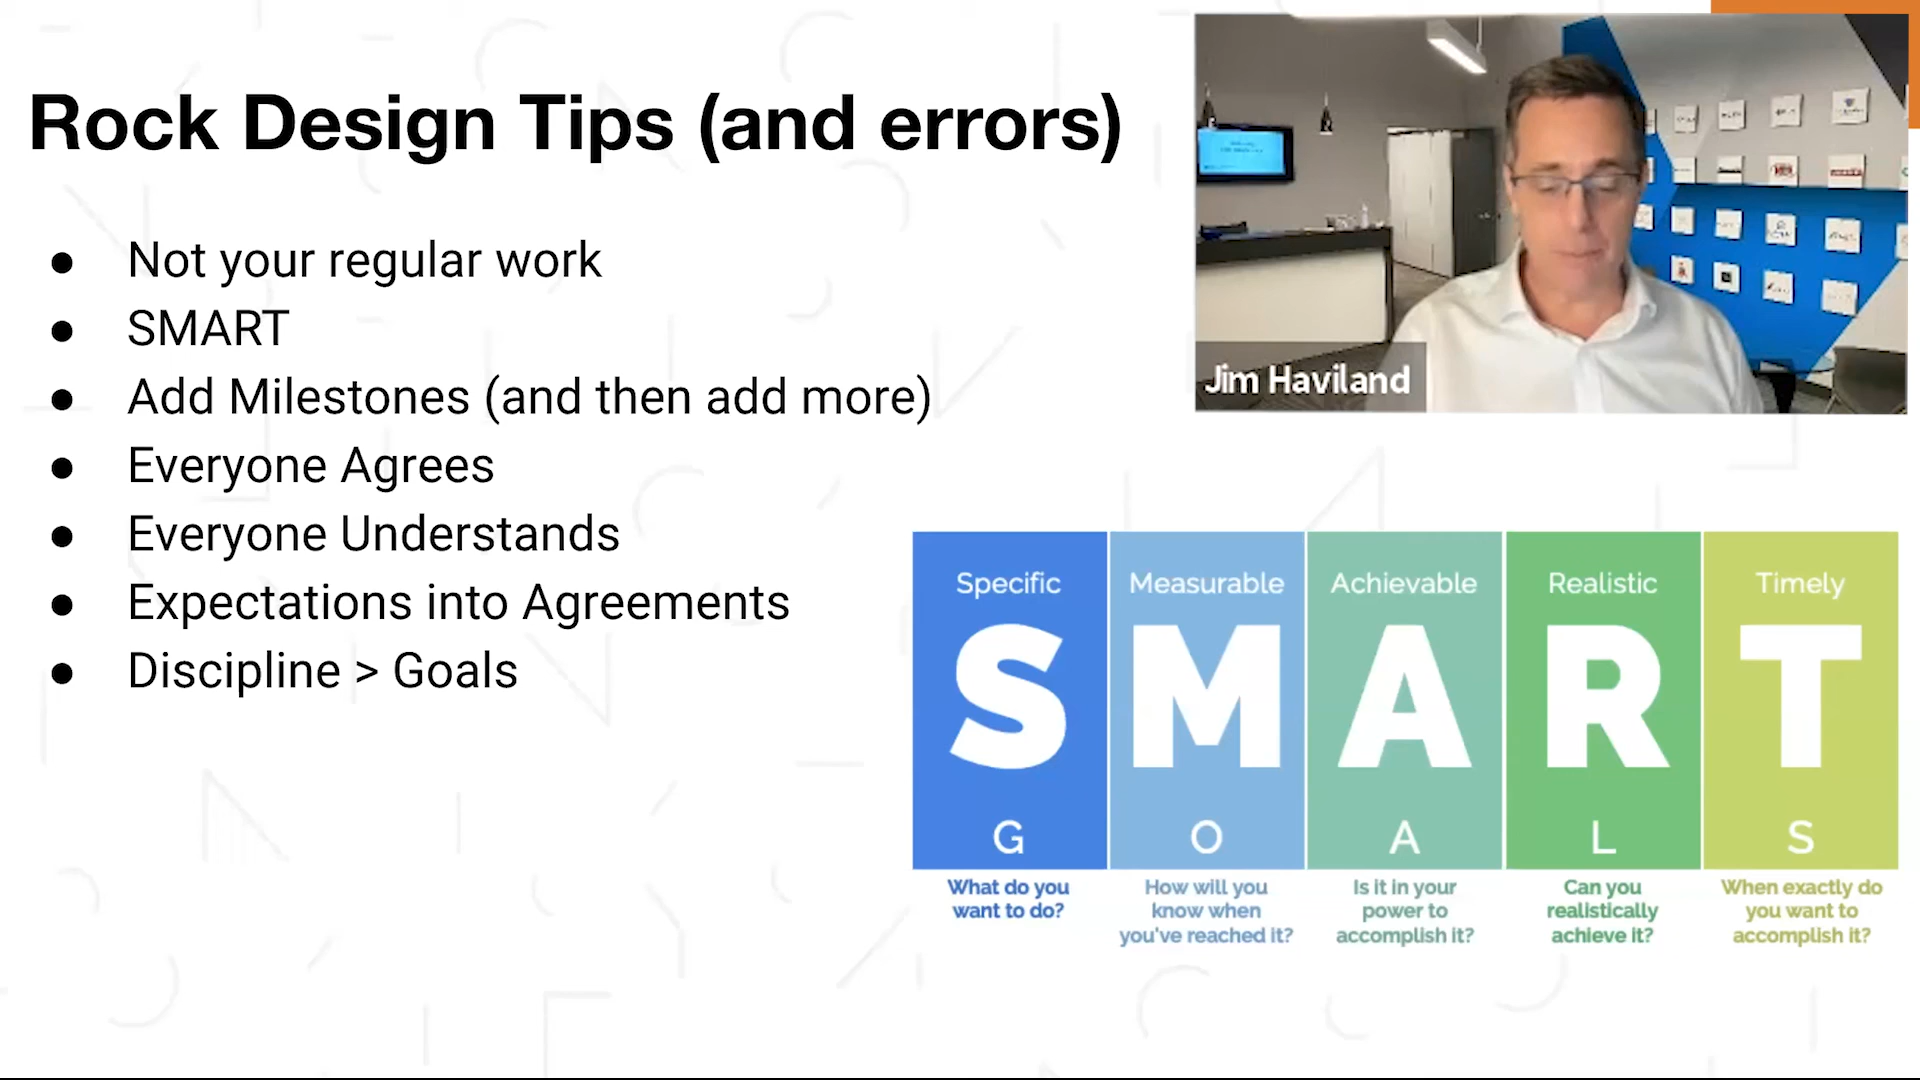 Rock Design Tips (and errors)
● Not your regular work
● SMART
● Add Milestones (and then add more)
● Everyone Agrees
● Everyone Understands
● Expectations into Agreements
● Discipline > Goals
Jim Haviland
Specific Measurable Achievable Realistic Timely
S M A R T
G O A L S
What do you
want to do?
How will you
know when
you've reached it?
Is it in your
power to
accomplish it?
Can you
realistically
achieve it?
When exactly do
you want to
accomplish it?